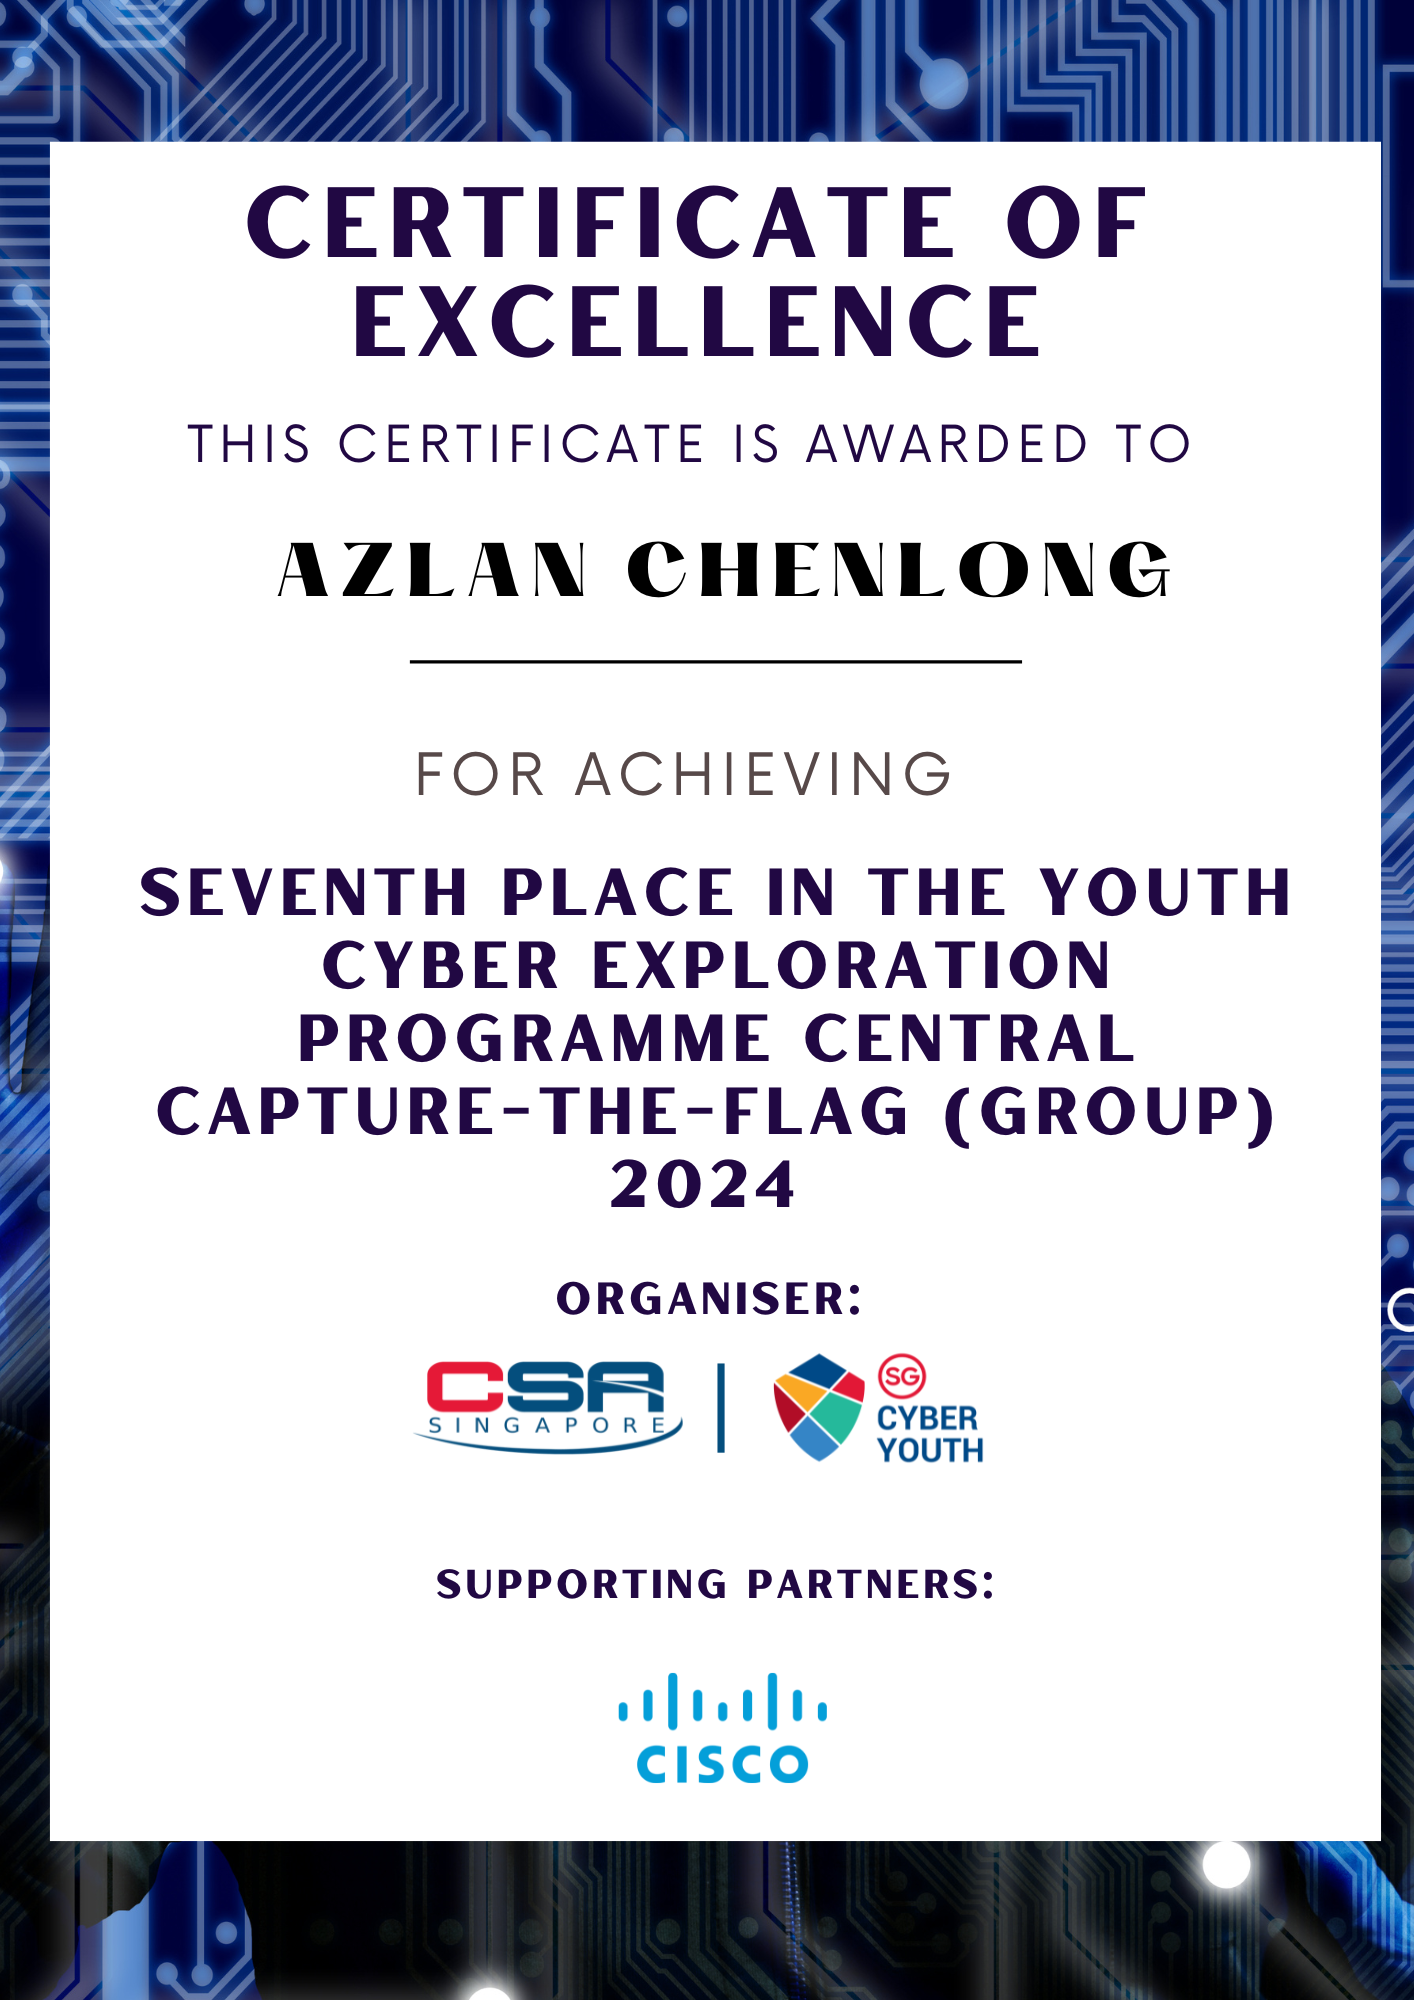 CERTIFICATE OF
EXCELLENCE
THIS CERTIFICATE IS AWARDED TO
AZLAN CHENLONG
FOR ACHIEVING
SEVENTH PLACE IN THE YOUTH
CYBER EXPLORATION
PROGRAMME CENTRAL
CAPTURE-THE-FLAG (GROUP)
2024
ORGANISER:
CSA
SINGAPORE
SG
CYBER
YOUTH
SUPPORTING PARTNERS:
CISCO